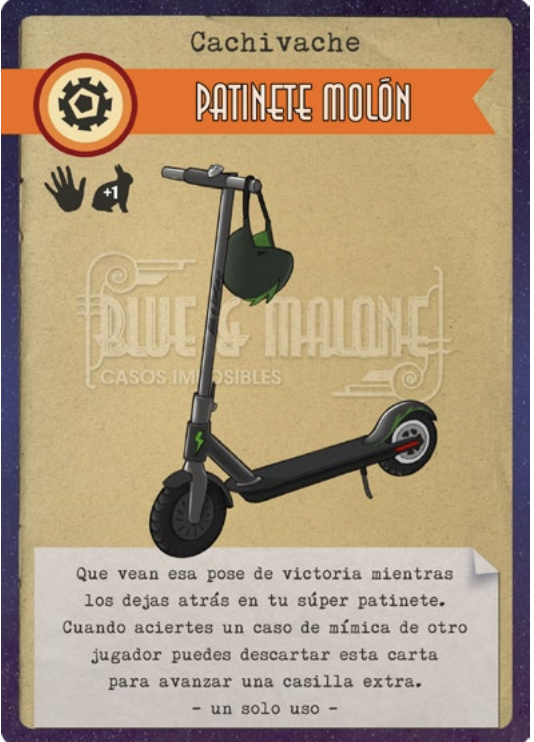 Cachivache
PATINETE MOLÓN
+1
BLUE & MALONE
CASOS IMPOSIBLES
Que vean esa pose de victoria mientras
los dejas atrás en tu súper patinete.
Cuando aciertes un caso de mímica de otro
jugador puedes descartar esta carta
para avanzar una casilla extra.
- un solo uso -